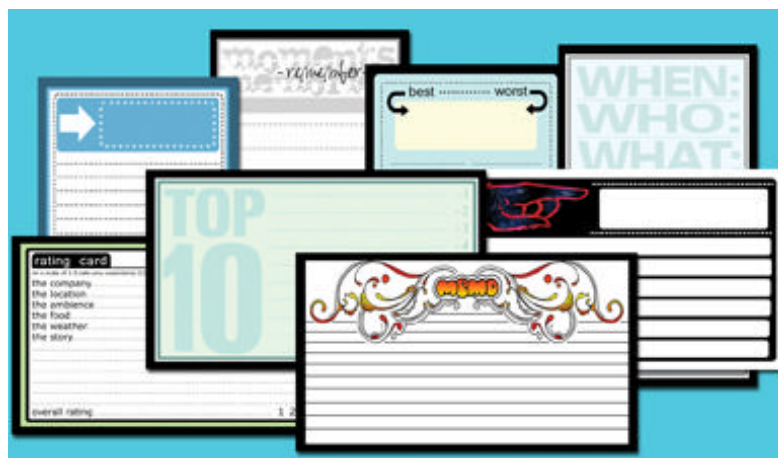 moments
-remember-
best worst
WHEN:
WHO:
WHAT:
TOP
10
rating card
the company
the location
the ambience
the food
the weather
the story
overall rating 1 2
MEMO